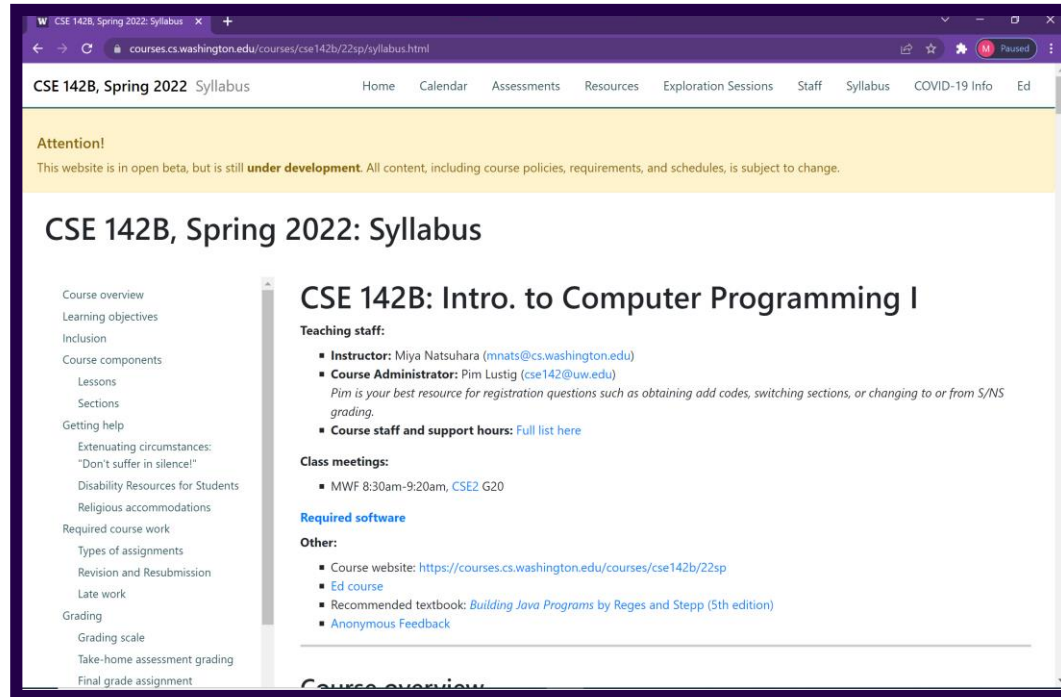 W CSE 142B, Spring 2022: Syllabus × +
courses.cs.washington.edu/courses/cse142b/22sp/syllabus.html
M Paused
CSE 142B, Spring 2022 Syllabus Home Calendar Assessments Resources Exploration Sessions Staff Syllabus COVID-19 Info Ed
Attention!
This website is in open beta, but is still under development. All content, including course policies, requirements, and schedules, is subject to change.
CSE 142B, Spring 2022: Syllabus
Course overview
Learning objectives
Inclusion
Course components
Lessons
Sections
Getting help
Extenuating circumstances:
"Don't suffer in silence!"
Disability Resources for Students
Religious accommodations
Required course work
Types of assignments
Revision and Resubmission
Late work
Grading
Grading scale
Take-home assessment grading
Final grade assignment
CSE 142B: Intro. to Computer Programming I
Teaching staff:
▪ Instructor: Miya Natsuhara (mnats@cs.washington.edu)
▪ Course Administrator: Pim Lustig (cse142@uw.edu)
Pim is your best resource for registration questions such as obtaining add codes, switching sections, or changing to or from S/NS
grading.
▪ Course staff and support hours: Full list here
Class meetings:
▪ MWF 8:30am-9:20am, CSE2 G20
Required software
Other:
▪ Course website: https://courses.cs.washington.edu/courses/cse142b/22sp
▪ Ed course
▪ Recommended textbook: Building Java Programs by Reges and Stepp (5th edition)
▪ Anonymous Feedback
Course overview